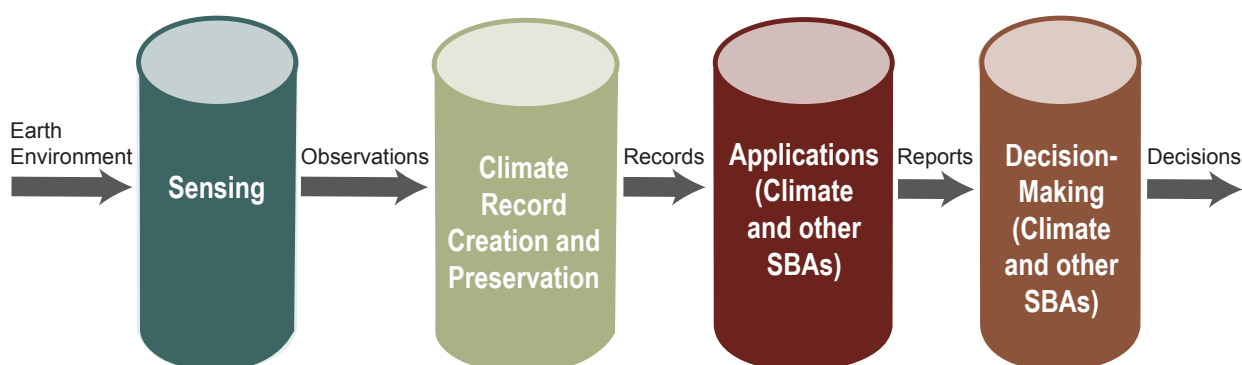 Earth
Environment
Sensing
Observations
Climate
Record
Creation and
Preservation
Records
Applications
(Climate
and other
SBAs)
Reports
Decision-
Making
(Climate
and other
SBAs)
Decisions